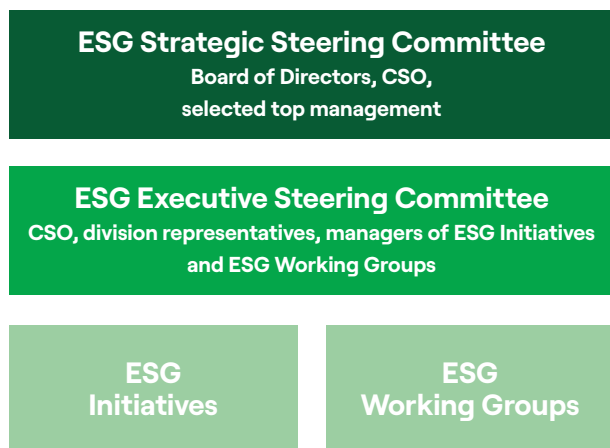 ESG Strategic Steering Committee
Board of Directors, CSO,
selected top management
ESG Executive Steering Committee
CSO, division representatives, managers of ESG Initiatives
and ESG Working Groups
ESG
Initiatives
ESG
Working Groups